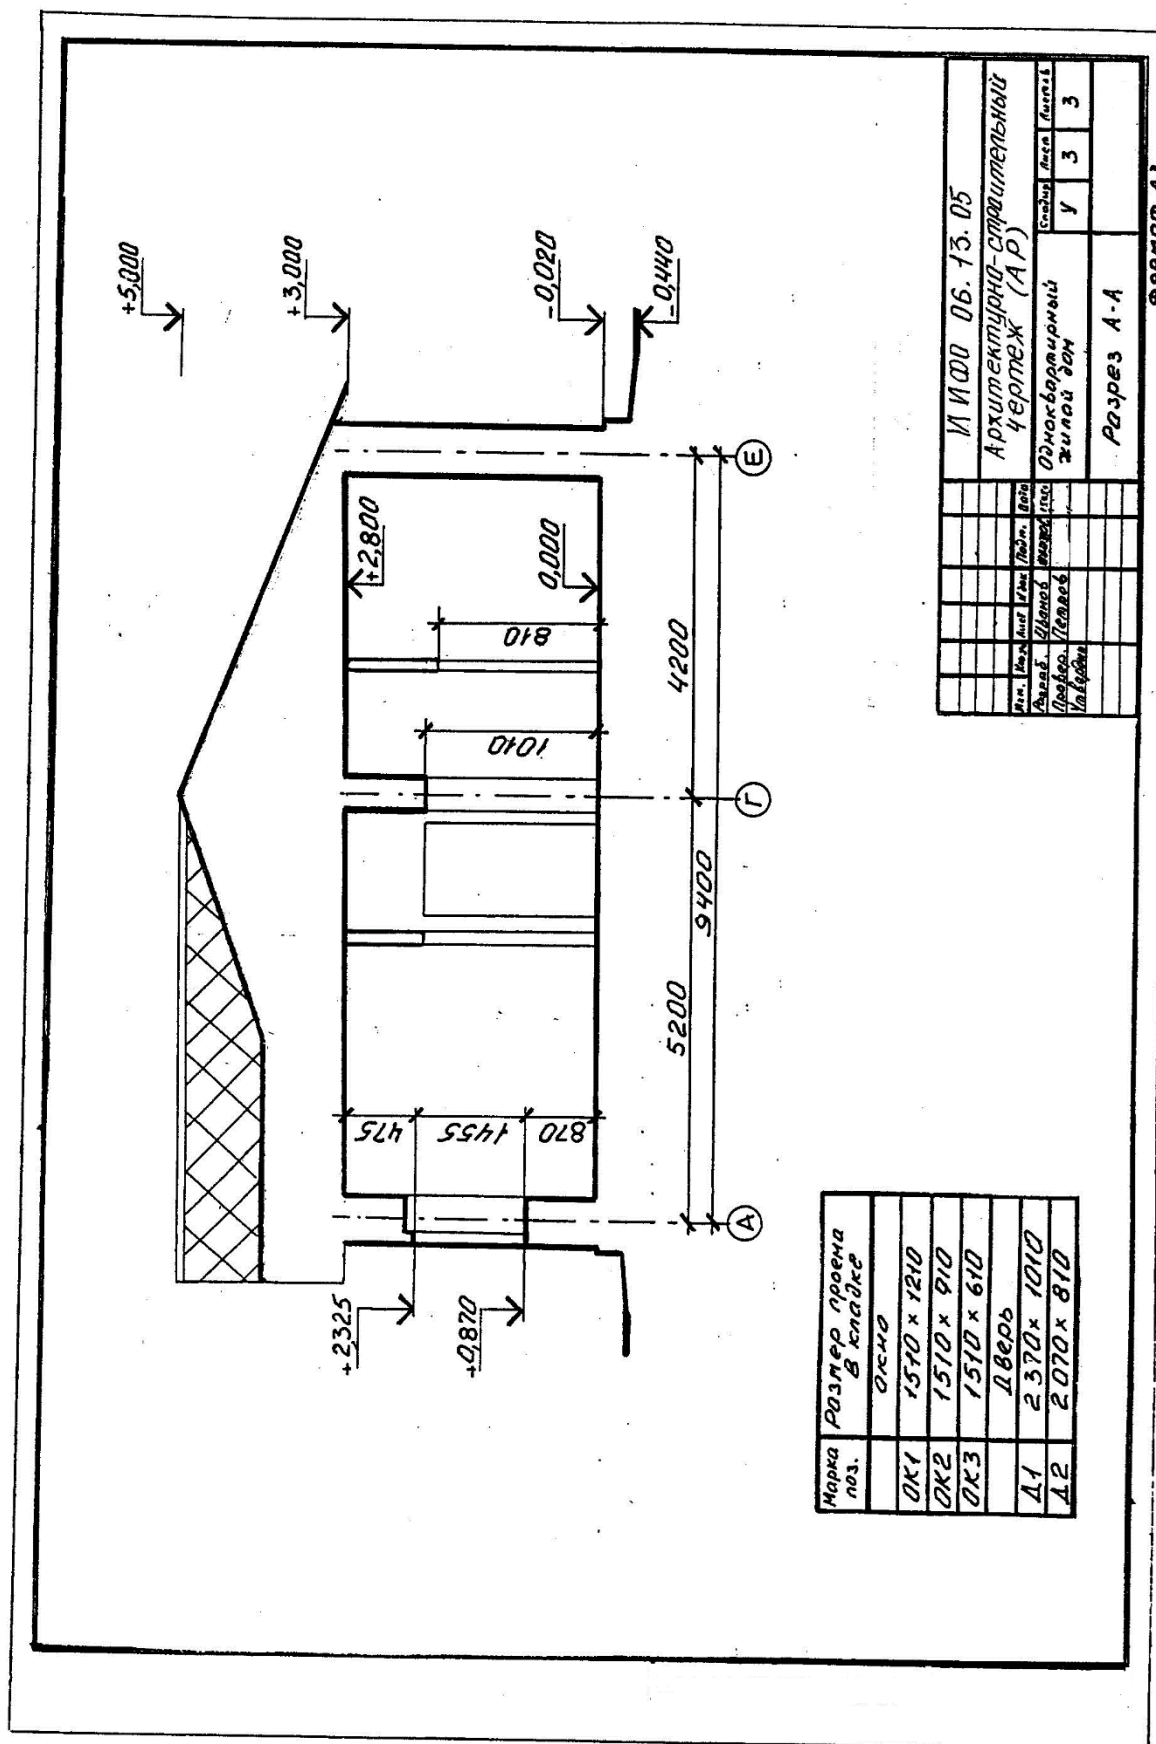 +5,000
+3,000
-0,020
-0,440
+2,800
0,000
810
1010
475
1455
870
+2,325
+0,870
5200
4200
9400
А
Г
Е
Марка поз.
Размер проема
в кладке
окно
ОК1 1510 х 1210
ОК2 1510 х 910
ОК3 1510 х 610
Дверь
Д1 2370 х 1010
Д2 2070 х 810
06.13.05
Архитектурно-строительный
чертеж (АР)
Лист Подп. Дата
Разраб. Иванов
Провер. Петров
Одноквартирный
жилой дом
Стадия Лист Листов
У 3 3
Разрез А-А